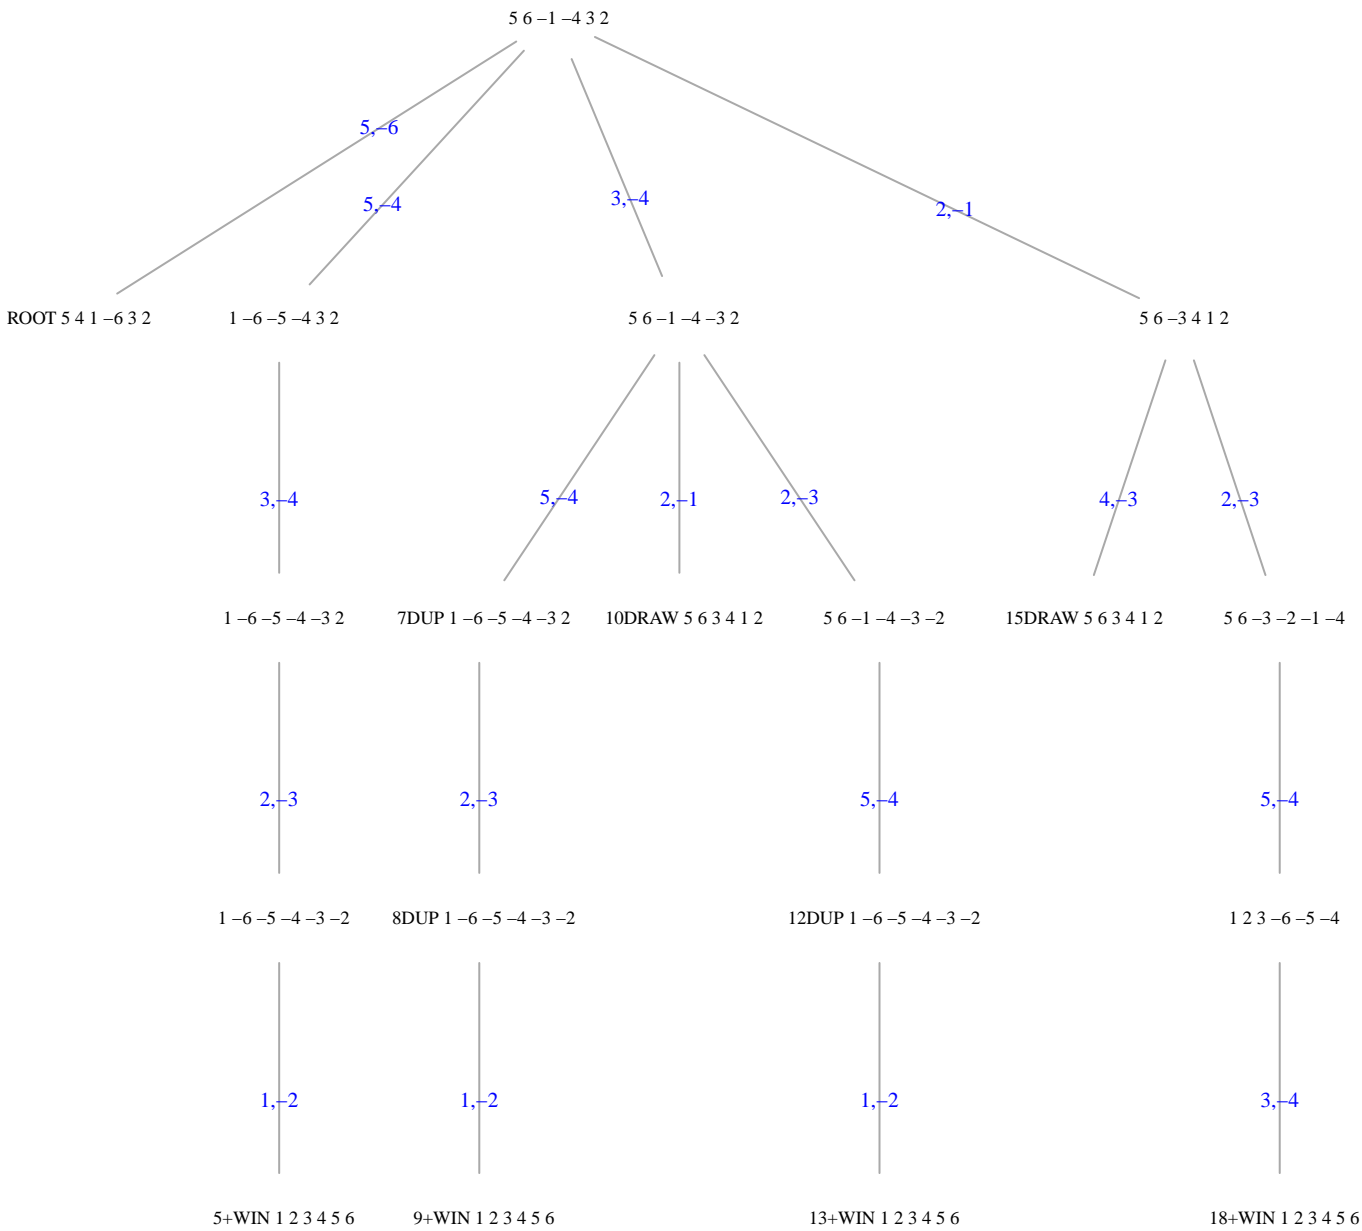 5 6 –1 –4 3 2
5,–6
5,–4
3,–4
2,–1
ROOT 5 4 1 –6 3 2
1 –6 –5 –4 3 2
5 6 –1 –4 –3 2
5 6 –3 4 1 2
3,–4
5,–4
2,–1
2,–3
4,–3
2,–3
1 –6 –5 –4 –3 2
7DUP 1 –6 –5 –4 –3 2
10DRAW 5 6 3 4 1 2
5 6 –1 –4 –3 –2
15DRAW 5 6 3 4 1 2
5 6 –3 –2 –1 –4
2,–3
2,–3
5,–4
5,–4
1 –6 –5 –4 –3 –2
8DUP 1 –6 –5 –4 –3 –2
12DUP 1 –6 –5 –4 –3 –2
1 2 3 –6 –5 –4
1,–2
1,–2
1,–2
3,–4
5+WIN 1 2 3 4 5 6
9+WIN 1 2 3 4 5 6
13+WIN 1 2 3 4 5 6
18+WIN 1 2 3 4 5 6